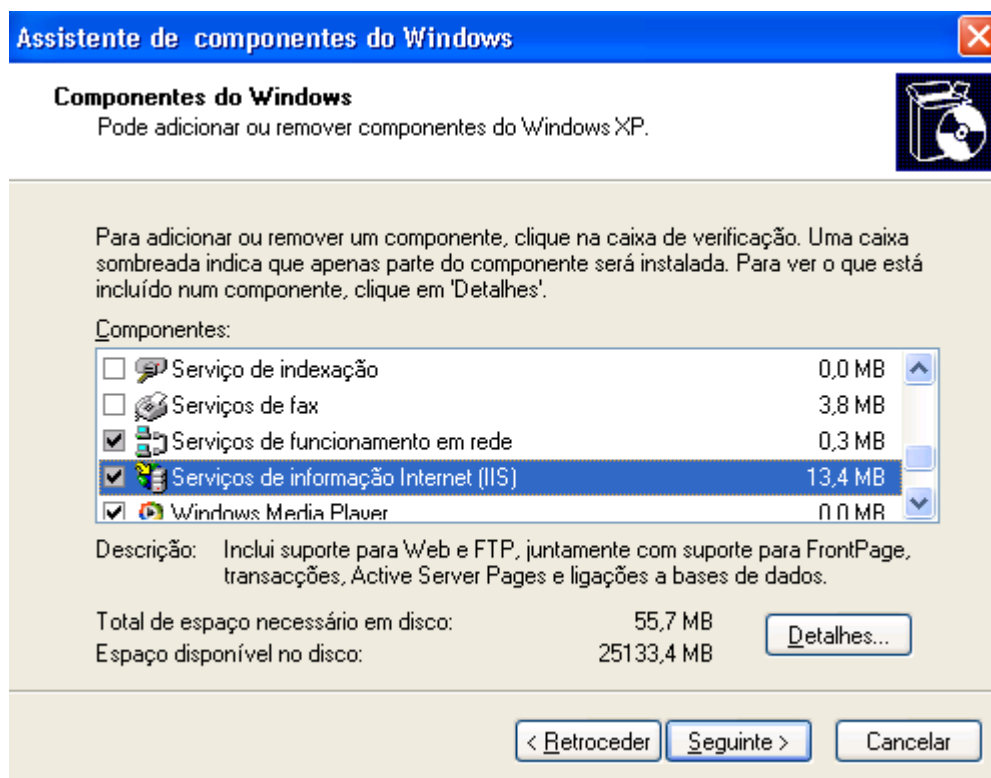 Assistente de componentes do Windows
Componentes do Windows
Pode adicionar ou remover componentes do Windows XP.
Para adicionar ou remover um componente, clique na caixa de verificação. Uma caixa
sombreada indica que apenas parte do componente será instalada. Para ver o que está
incluído num componente, clique em 'Detalhes'.
Componentes:
Serviço de indexação 0,0 MB
Serviços de fax 3,8 MB
Serviços de funcionamento em rede 0,3 MB
Serviços de informação Internet (IIS) 13,4 MB
Windows Media Player 0,0 MB
Descrição: Inclui suporte para Web e FTP, juntamente com suporte para FrontPage,
transacções, Active Server Pages e ligações a bases de dados.
Total de espaço necessário em disco: 55,7 MB
Espaço disponível no disco: 25133,4 MB
Detalhes...
< Retroceder Seguinte > Cancelar